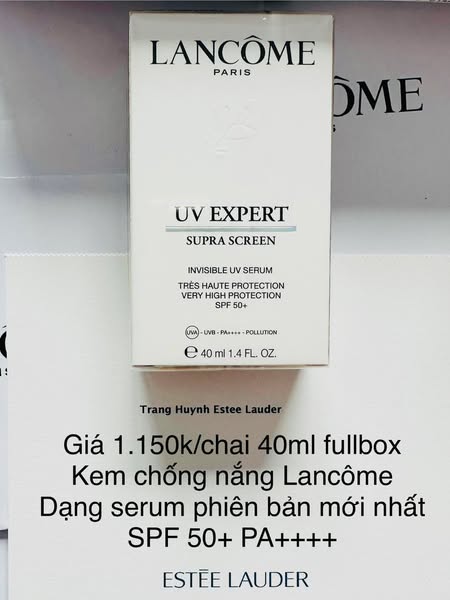 LANCÔME
PARIS
ÔME
UV EXPERT
SUPRA SCREEN
INVISIBLE UV SERUM
TRÈS HAUTE PROTECTION
VERY HIGH PROTECTION
SPF 50+
UVA - UVB - PA++++ - POLLUTION
e 40 ml 1.4 FL. OZ.
Trang Huynh Estee Lauder
Giá 1.150k/chai 40ml fullbox
Kem chống nắng Lancôme
Dạng serum phiên bản mới nhất
SPF 50+ PA++++
ESTĒE LAUDER